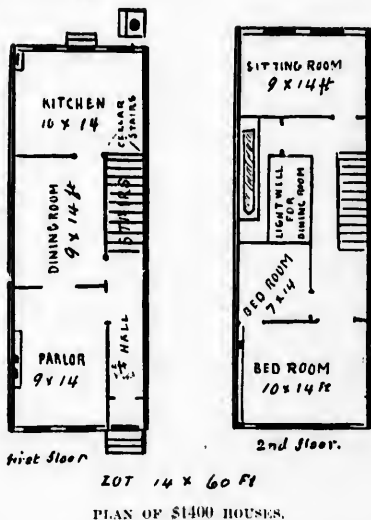 KITCHEN
10 X 14
CELLAR
STAIRS
STAIRS
DINING ROOM
9 X 14 ft
HALL
PARLOR
9 X 14
first floor
SITTING ROOM
9 X 14 ft
LIGHT WELL
FOR
DINING ROOM
BED ROOM
7 X 14
BED ROOM
10 X 14 Ft
2nd floor.
LOT 14 X 60 Ft
PLAN OF $1400 HOUSES.